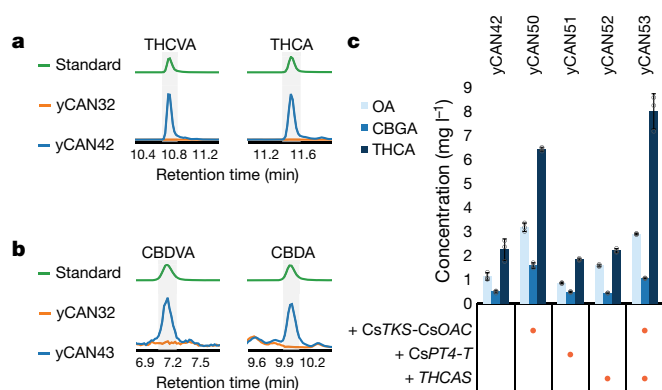 a
THCVA THCA
Standard
yCAN32
yCAN42
10.4 10.8 11.2 11.2 11.6
Retention time (min)
b
CBDVA CBDA
Standard
yCAN32
yCAN43
6.9 7.2 7.5 9.6 9.9 10.2
Retention time (min)
c
yCAN42 yCAN50 yCAN51 yCAN52 yCAN53
OA
CBGA
THCA
Concentration (mg l⁻¹)
9
8
7
6
5
4
3
2
1
0
+ CsTKS-CsOAC
+ CsPT4-T
+ THCAS